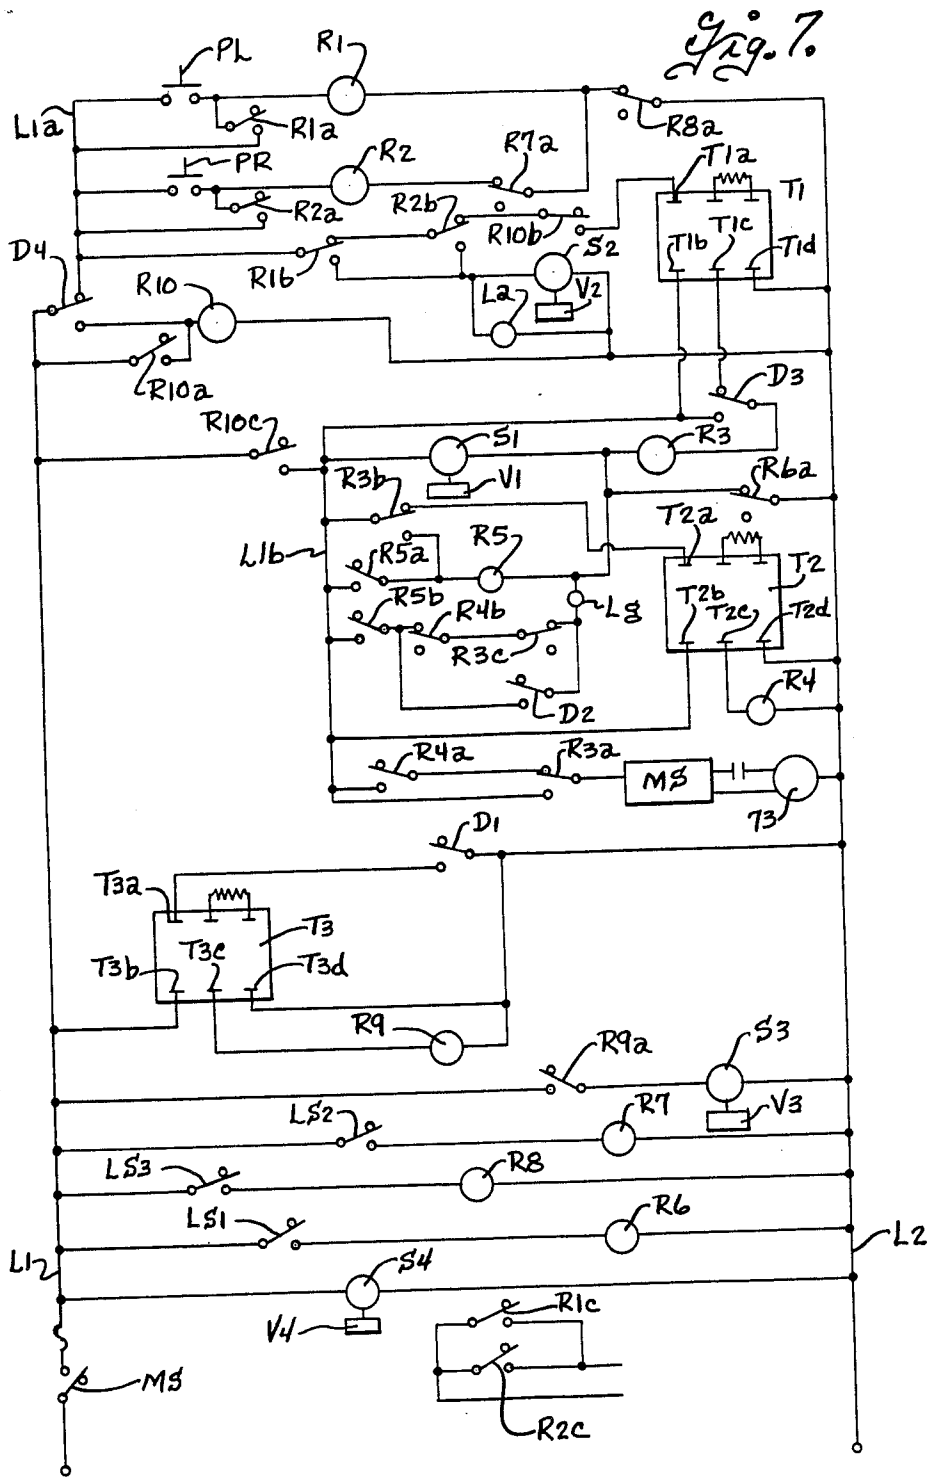 Fig. 7.
PL
R1
L1a
R1a
R8a
PR
R2
R7a
T1a
T1
R2a
R2b
R10b
T1c
D4
R1b
S2
T1b
T1d
R10
La
V2
R10a
D3
R10c
S1
R3
R3b
V1
R6a
T2a
L1b
R5a
R5
T2
R5b
R4b
Lg
T2b
T2c
T2d
R3c
R4
D2
R4a
R3a
MS
73
D1
T3a
T3
T3c
T3b
T3d
R9
R9a
S3
LS2
R7
V3
LS3
R8
LS1
R6
L1
L2
S4
R1c
V4
MS
R2c